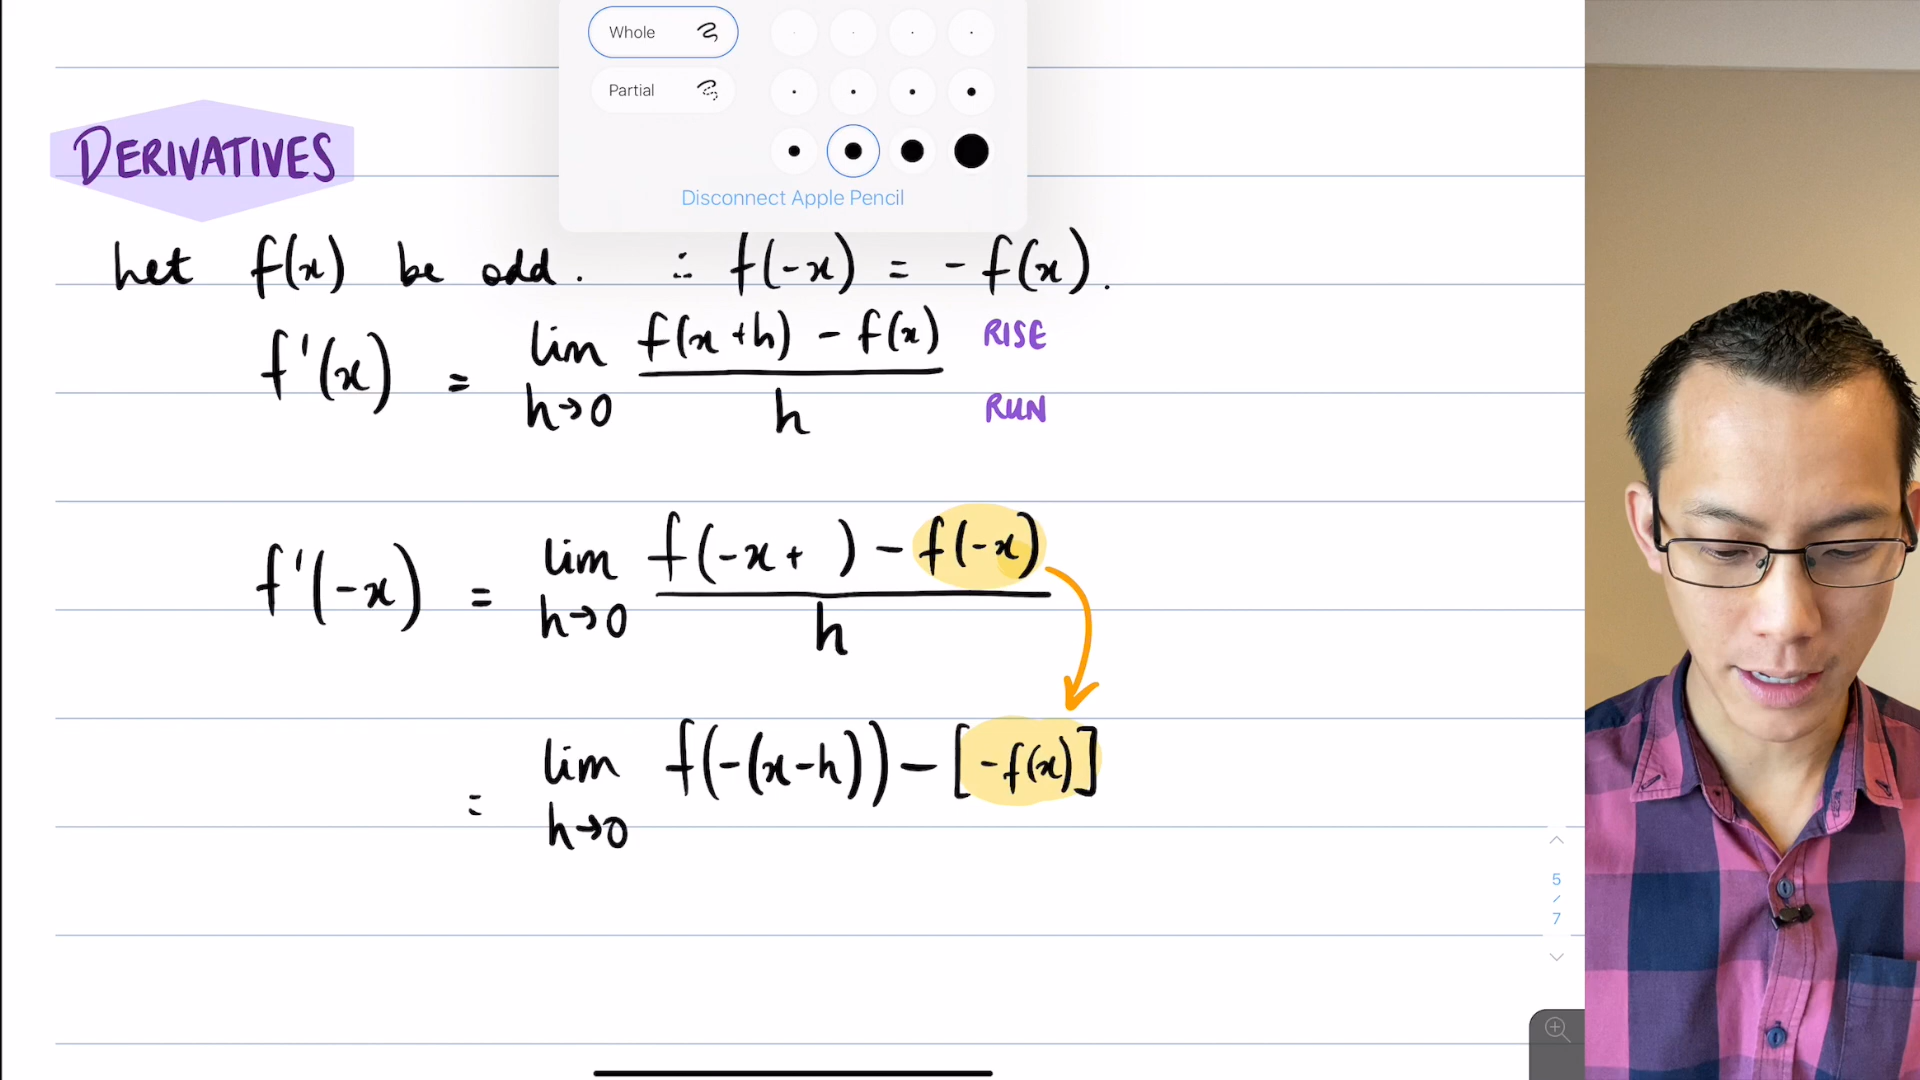 Whole
Partial
Disconnect Apple Pencil
DERIVATIVES
Let f(x) be odd. ∴ f(-x) = -f(x).
f'(x) = lim h→0 f(x+h) - f(x) / h
RISE
RUN
f'(-x) = lim h→0 f(-x+ ) - f(-x) / h
= lim h→0 f(-(x-h)) - [-f(x)]
5
/
7